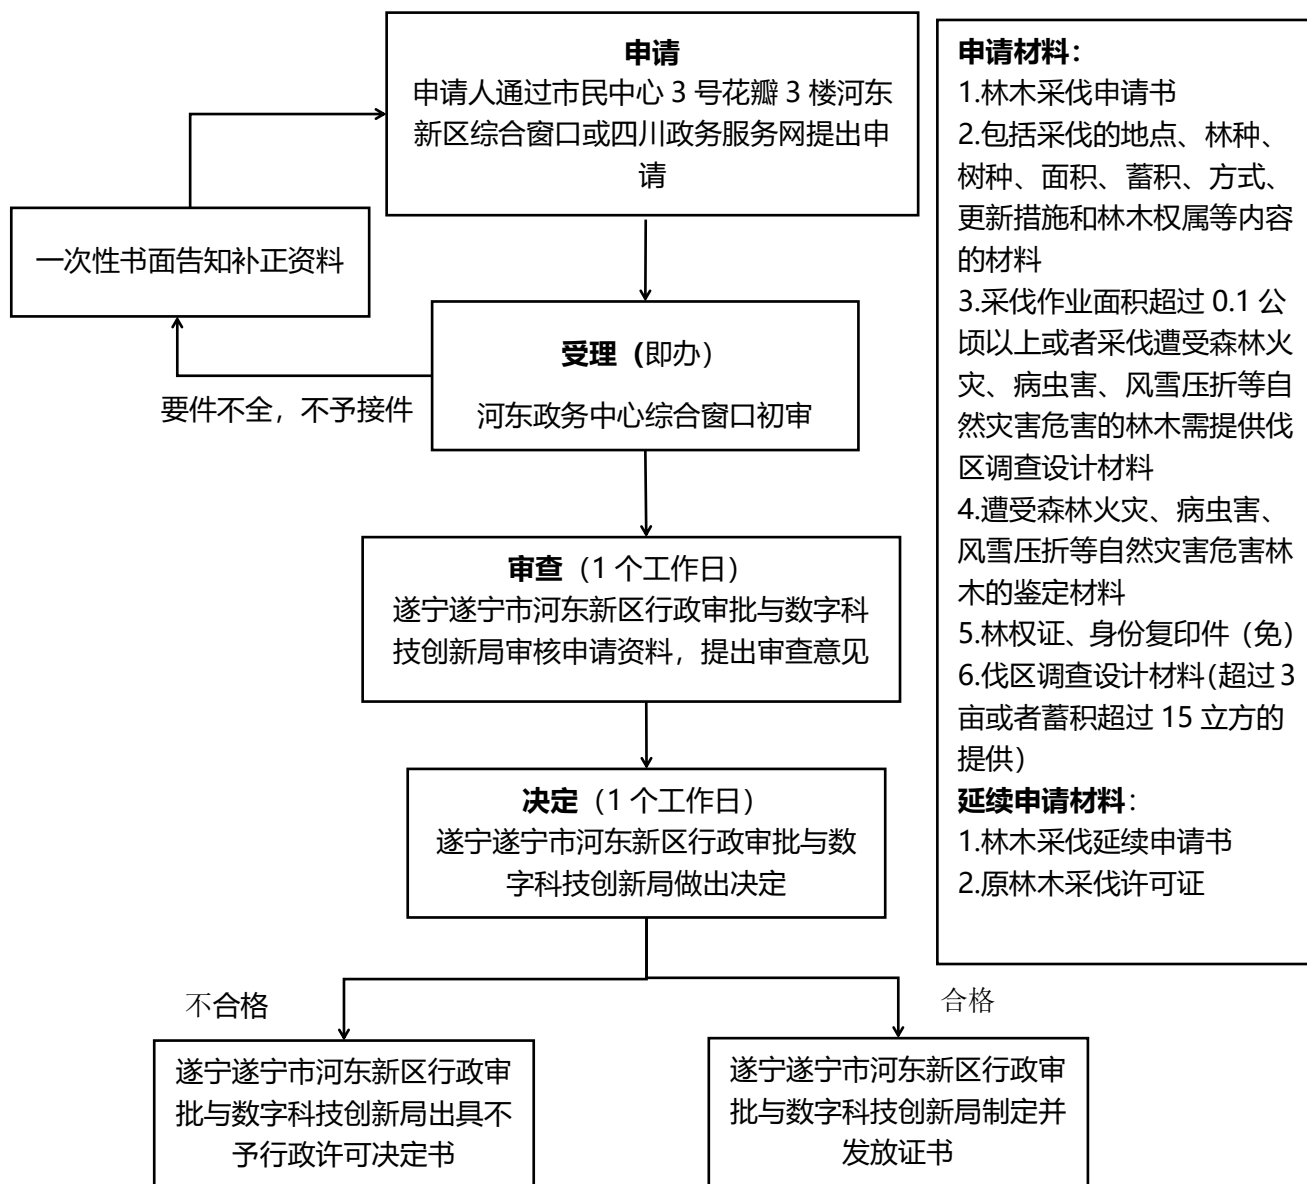 申请
申请人通过市民中心 3 号花瓣 3 楼河东
新区综合窗口或四川政务服务网提出申
请
一次性书面告知补正资料
受理（即办）
河东政务中心综合窗口初审
要件不全，不予接件
审查（1 个工作日）
遂宁遂宁市河东新区行政审批与数字科
技创新局审核申请资料，提出审查意见
决定（1 个工作日）
遂宁遂宁市河东新区行政审批与数
字科技创新局做出决定
不合格
合格
遂宁遂宁市河东新区行政审
批与数字科技创新局出具不
予行政许可决定书
遂宁遂宁市河东新区行政审
批与数字科技创新局制定并
发放证书
申请材料：
1.林木采伐申请书
2.包括采伐的地点、林种、
树种、面积、蓄积、方式、
更新措施和林木权属等内容
的材料
3.采伐作业面积超过 0.1 公
顷以上或者采伐遭受森林火
灾、病虫害、风雪压折等自
然灾害危害的林木需提供伐
区调查设计材料
4.遭受森林火灾、病虫害、
风雪压折等自然灾害危害林
木的鉴定材料
5.林权证、身份复印件（免）
6.伐区调查设计材料（超过 3
亩或者蓄积超过 15 立方的
提供）
延续申请材料：
1.林木采伐延续申请书
2.原林木采伐许可证